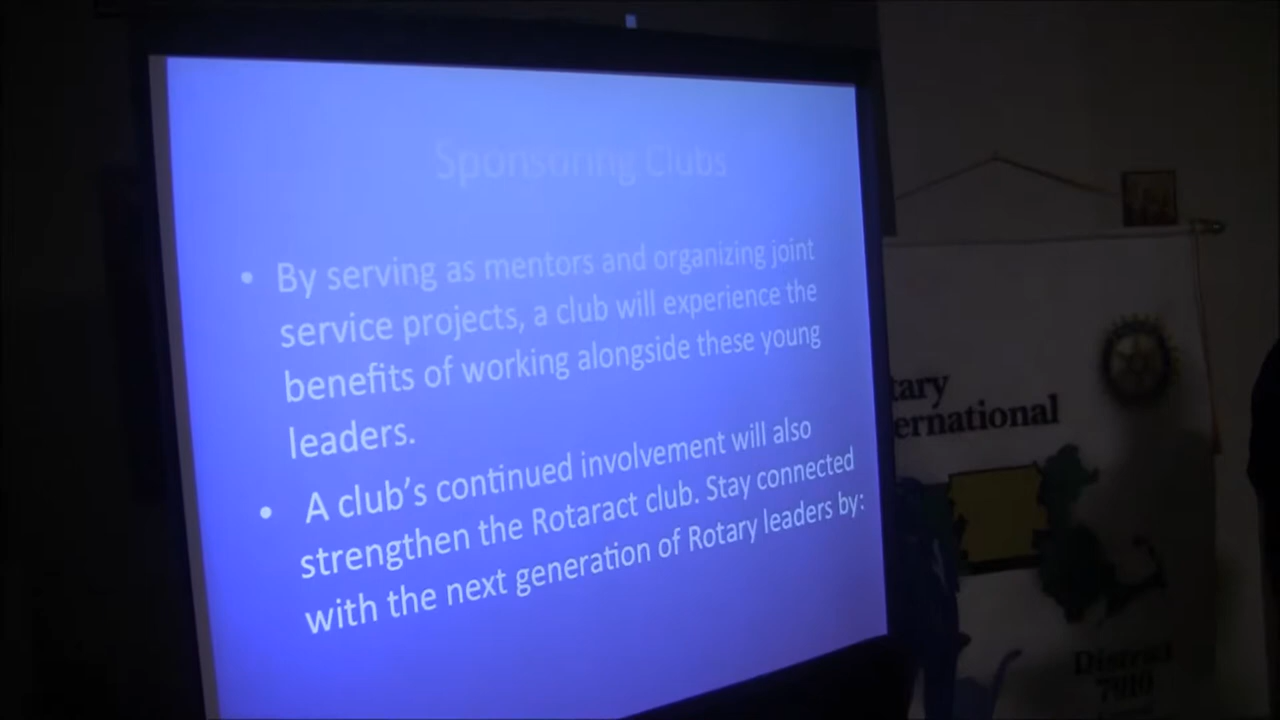 Sponsoring Clubs
• By serving as mentors and organizing joint
service projects, a club will experience the
benefits of working alongside these young
leaders.
• A club’s continued involvement will also
strengthen the Rotaract club. Stay connected
with the next generation of Rotary leaders by:
tary
ernational
District
7910